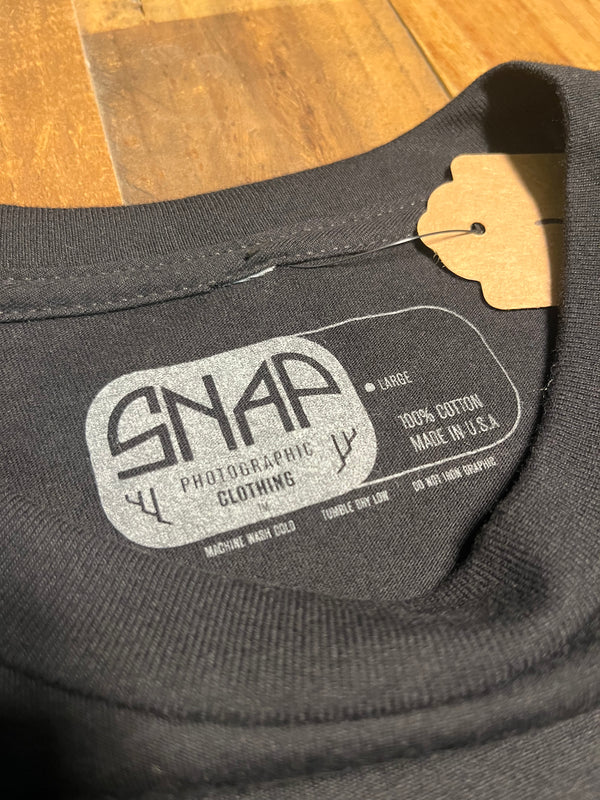 SNAP
PHOTOGRAPHIC
CLOTHING
TM
LARGE
100% COTTON
MADE IN U.S.A
MACHINE WASH COLD TUMBLE DRY LOW DO NOT IRON GRAPHIC